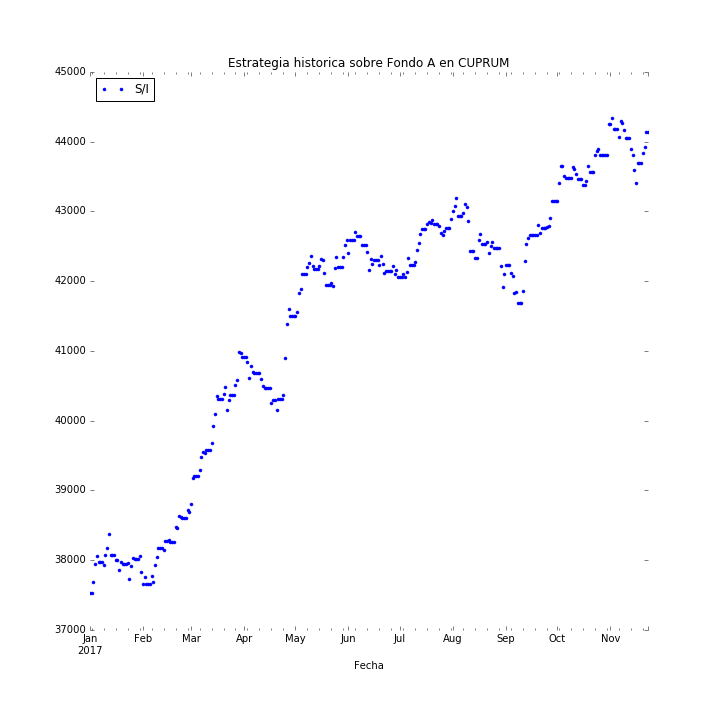 Estrategia historica sobre Fondo A en CUPRUM
45000
S/I
44000
43000
42000
41000
40000
39000
38000
37000
Jan Feb Mar Apr May Jun Jul Aug Sep Oct Nov
2017
Fecha